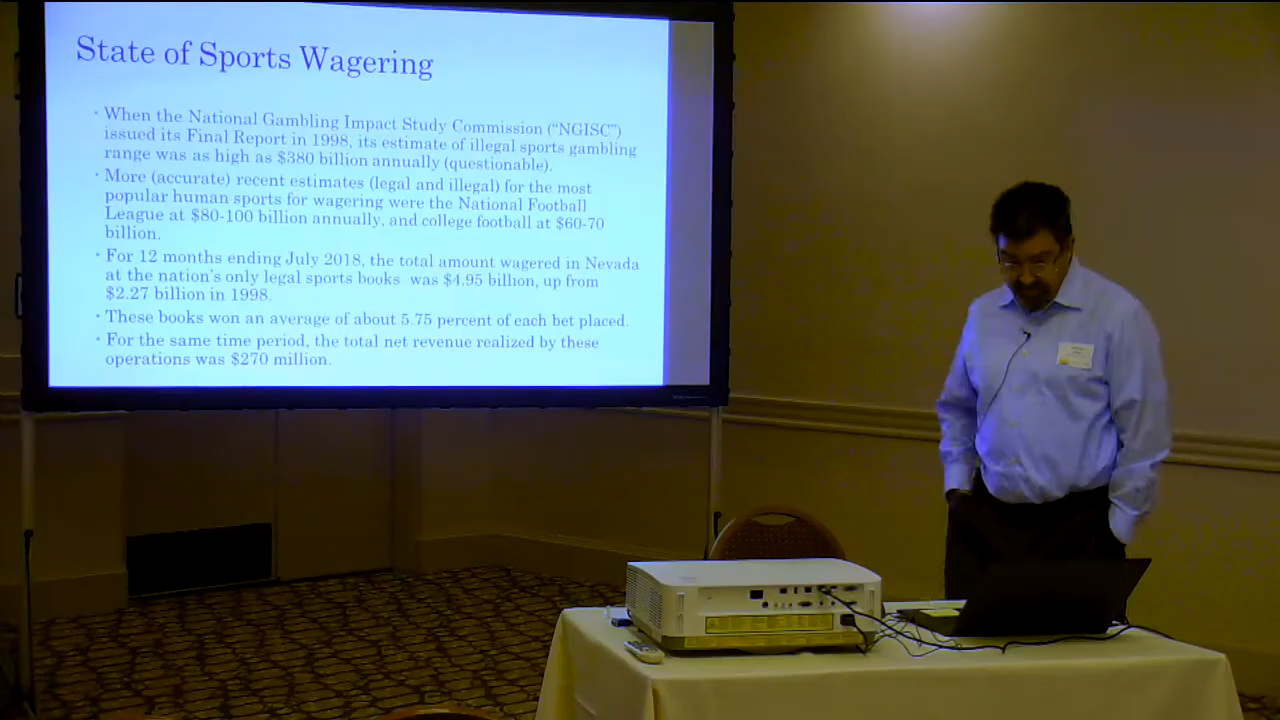 State of Sports Wagering
• When the National Gambling Impact Study Commission (“NGISC”)
issued its Final Report in 1998, its estimate of illegal sports gambling
range was as high as $380 billion annually (questionable).
• More (accurate) recent estimates (legal and illegal) for the most
popular human sports for wagering were the National Football
League at $80-100 billion annually, and college football at $60-70
billion.
• For 12 months ending July 2018, the total amount wagered in Nevada
at the nation’s only legal sports books was $4.95 billion, up from
$2.27 billion in 1998.
• These books won an average of about 5.75 percent of each bet placed.
• For the same time period, the total net revenue realized by these
operations was $270 million.